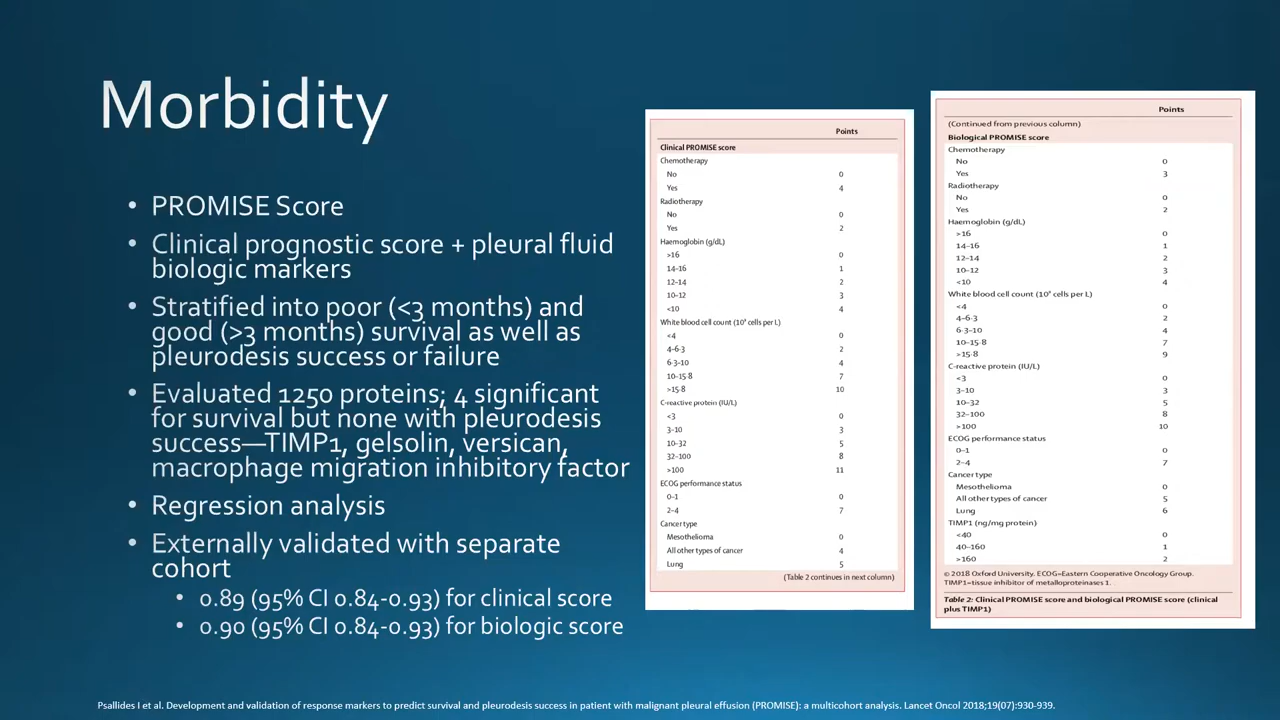 Morbidity
• PROMISE Score
• Clinical prognostic score + pleural fluid
biologic markers
• Stratified into poor (<3 months) and
good (>3 months) survival as well as
pleurodesis success or failure
• Evaluated 1250 proteins; 4 significant
for survival but none with pleurodesis
success—TIMP1, gelsolin, versican,
macrophage migration inhibitory factor
• Regression analysis
• Externally validated with separate
cohort
• 0.89 (95% CI 0.84-0.93) for clinical score
• 0.90 (95% CI 0.84-0.93) for biologic score
Points
Clinical PROMISE score
Chemotherapy
No 0
Yes 4
Radiotherapy
No 0
Yes 2
Haemoglobin (g/dL)
>16 0
14–16 1
12–14 2
10–12 3
<10 4
White blood cell count (10⁹ cells per L)
<4 0
4–6·3 2
6·3–10 4
10–15·8 7
>15·8 10
C-reactive protein (IU/L)
<3 0
3–10 3
10–32 5
32–100 8
>100 11
ECOG performance status
0–1 0
2–4 7
Cancer type
Mesothelioma 0
All other types of cancer 4
Lung 5
(Table 2 continues in next column)
Points
(Continued from previous column)
Biological PROMISE score
Chemotherapy
No 0
Yes 3
Radiotherapy
No 0
Yes 2
Haemoglobin (g/dL)
>16 0
14–16 1
12–14 2
10–12 3
<10 4
White blood cell count (10⁹ cells per L)
<4 0
4–6·3 2
6·3–10 4
10–15·8 7
>15·8 9
C-reactive protein (IU/L)
<3 0
3–10 3
10–32 5
32–100 8
>100 10
ECOG performance status
0–1 0
2–4 7
Cancer type
Mesothelioma 0
All other types of cancer 5
Lung 6
TIMP1 (ng/mg protein)
<40 0
40–160 1
>160 2
© 2018 Oxford University. ECOG=Eastern Cooperative Oncology Group.
TIMP1=tissue inhibitor of metalloproteinases 1.
Table 2: Clinical PROMISE score and biological PROMISE score (clinical
plus TIMP1)
Psallides I et al. Development and validation of response markers to predict survival and pleurodesis success in patient with malignant pleural effusion (PROMISE): a multicohort analysis. Lancet Oncol 2018;19(07):930-939.